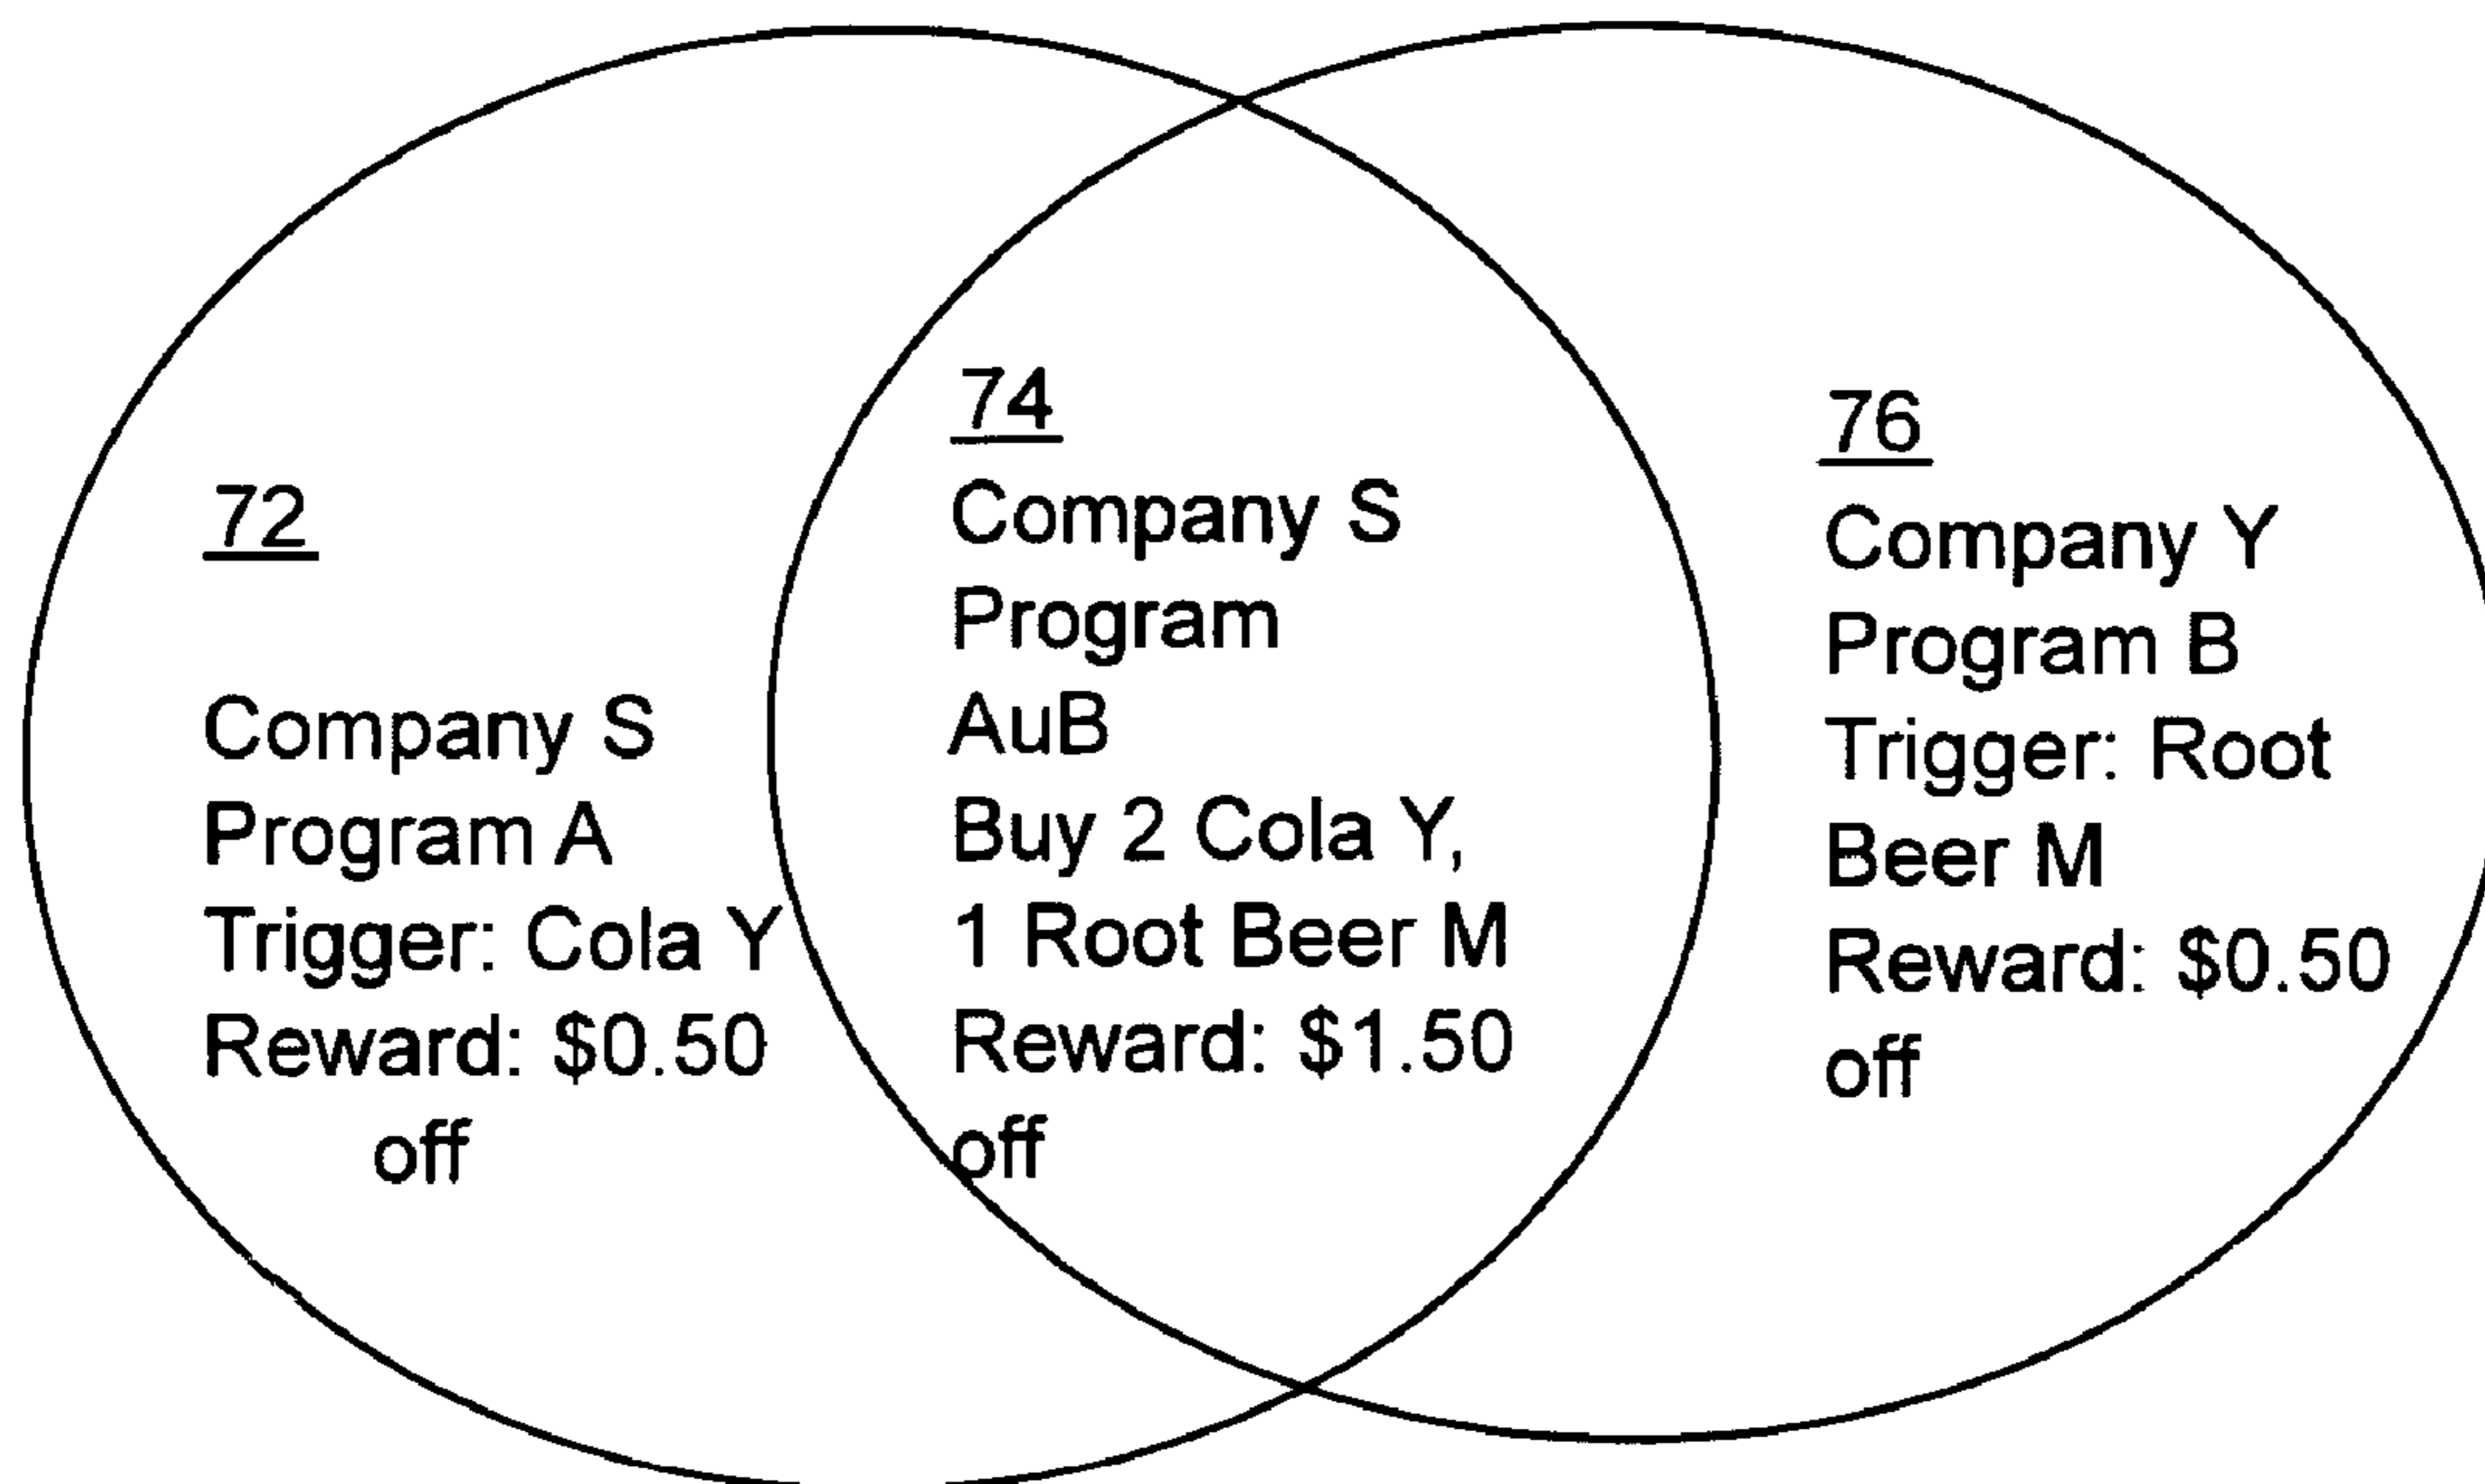 72
Company S
Program A
Trigger: Cola Y
Reward: $0.50
off
74
Company S
Program
AuB
Buy 2 Cola Y,
1 Root Beer M
Reward: $1.50
off
76
Company Y
Program B
Trigger: Root
Beer M
Reward: $0.50
off